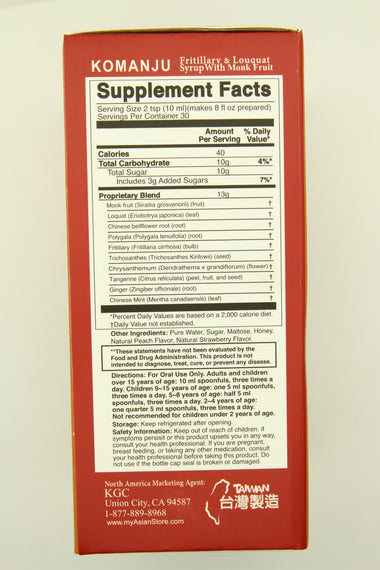 KOMANJU Fritillary & Louquat
Syrup With Monk Fruit
Supplement Facts
Serving Size 2 tsp (10 ml)(makes 8 fl oz prepared)
Servings Per Container 30
Amount Per Serving % Daily Value*
Calories 40
Total Carbohydrate 10g 4%*
Total Sugar 10g
Includes 3g Added Sugars 7%*
Proprietary Blend 13g
Monk fruit (Siraitia grosvenorii) (fruit) †
Loquat (Eriobotrya japonica) (leaf) †
Chinese bellflower root (root) †
Polygala (Polygala tenuifolia) (root) †
Fritillary (Fritillaria cirrhosa) (bulb) †
Trichosanthes (Trichosanthes Kirilowii) (seed) †
Chrysanthemum (Dendrathema x grandiflorum) (flower) †
Tangerine (Citrus reticulata) (peel, fruit, and seed) †
Ginger (Zingiber officinale) (root) †
Chinese Mint (Mentha canadaensis) (leaf) †
*Percent Daily Values are based on a 2,000 calorie diet.
†Daily Value not established.
Other Ingredients: Pure Water, Sugar, Maltose, Honey,
Natural Peach Flavor, Natural Strawberry Flavor.
**These statements have not been evaluated by the
Food and Drug Administration. This product is not
intended to diagnose, treat, cure, or prevent any disease.
Directions: For Oral Use Only. Adults and children
over 15 years of age: 10 ml spoonfuls, three times a
day. Children 9–15 years of age: one 5 ml spoonfuls,
three times a day. 5–8 years of age: half 5 ml
spoonfuls, three times a day. 2–4 years of age:
one quarter 5 ml spoonfuls, three times a day.
Not recommended for children under 2 years of age.
Storage: Keep refrigerated after opening.
Safety Information: Keep out of reach of children. if
symptoms persisit or this product upsets you in any way,
consult your health professional. If you are pregnant,
breast feeding, or taking any other medication, consult
your health professional before taking this product. Do
not use if the bottle cap seal is broken or damaged.
North America Marketing Agent:
KGC
Union City, CA 94587
1-877-889-8968
www.myAsianStore.com
TAIWAN
台灣製造